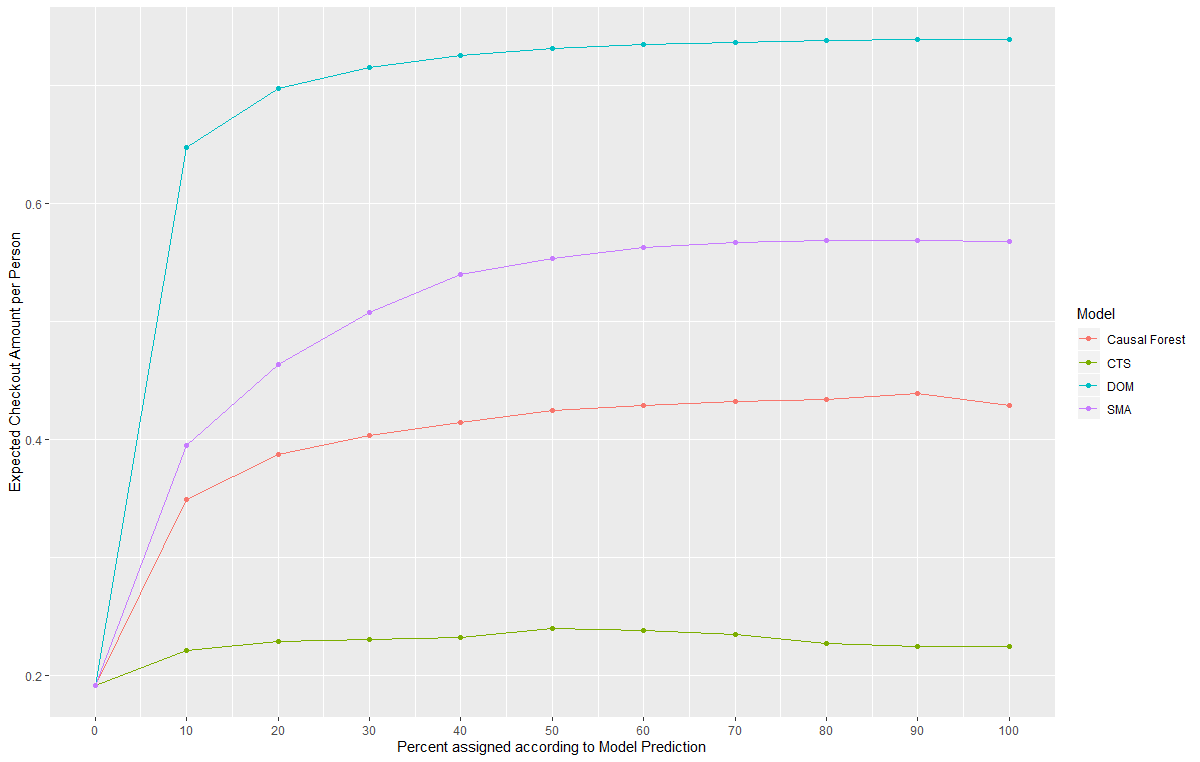 Expected Checkout Amount per Person
0.6
0.4
0.2
0 10 20 30 40 50 60 70 80 90 100
Percent assigned according to Model Prediction
Model
Causal Forest
CTS
DOM
SMA